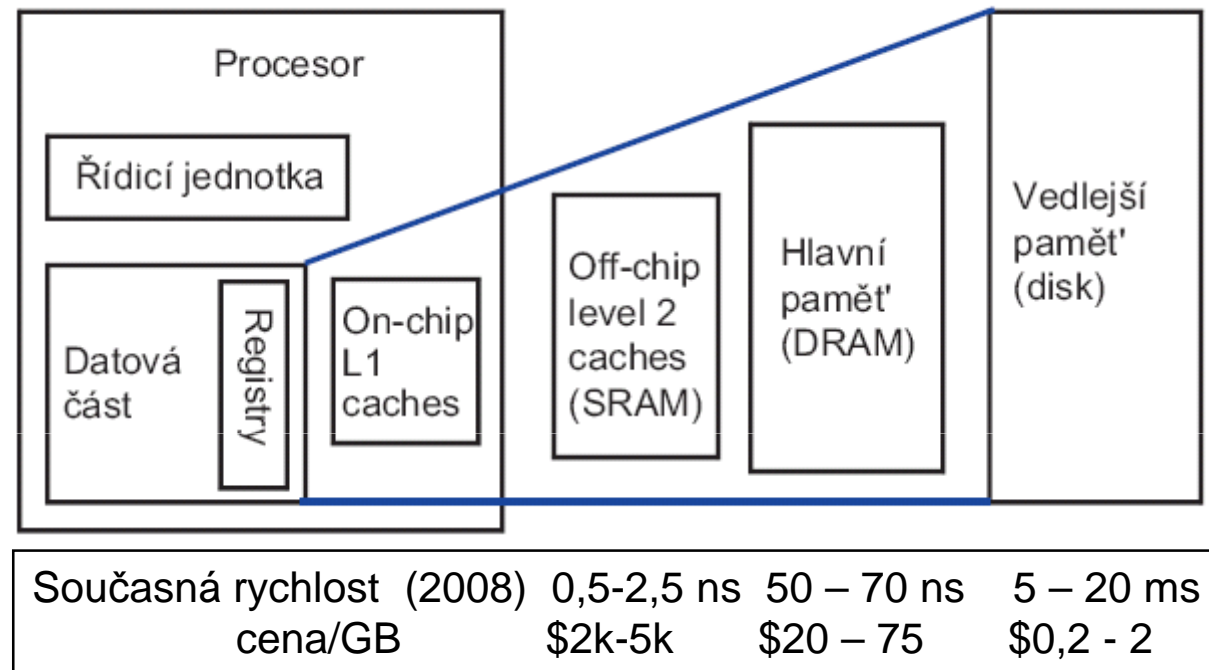 Procesor
Řídicí jednotka
Datová
část
Registry
On-chip
L1
caches
Off-chip
level 2
caches
(SRAM)
Hlavní
pamět'
(DRAM)
Vedlejší
pamět'
(disk)
Současná rychlost (2008) 0,5-2,5 ns 50 – 70 ns 5 – 20 ms
cena/GB $2k-5k $20 – 75 $0,2 - 2